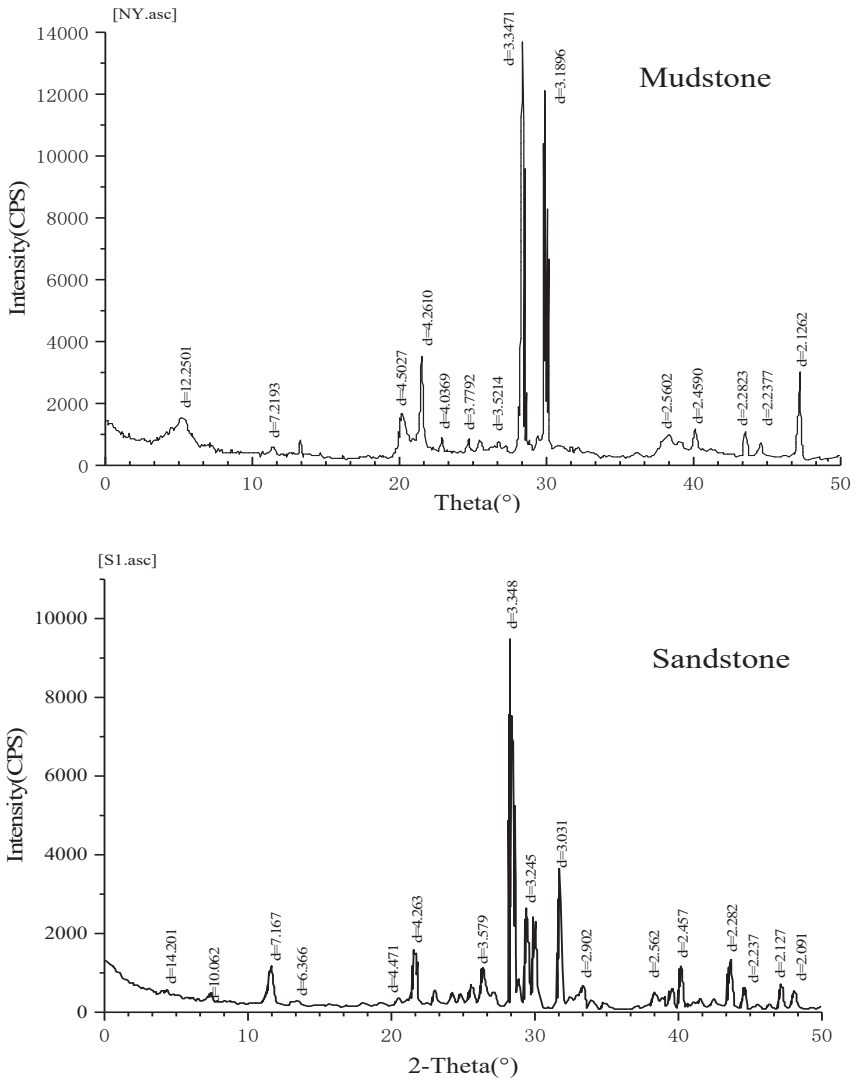 [NY.asc]
Mudstone
Intensity(CPS)
14000
12000
10000
8000
6000
4000
2000
0
d=12.2501
d=7.2193
d=4.5027
d=4.2610
d=4.0369
d=3.7792
d=3.5214
d=3.3471
d=3.1896
d=2.5602
d=2.4590
d=2.2823
d=2.2377
d=2.1262
0 10 20 30 40 50
Theta(°)
[S1.asc]
Sandstone
Intensity(CPS)
10000
8000
6000
4000
2000
0
d=14.201
d=10.062
d=7.167
d=6.366
d=4.471
d=4.263
d=3.579
d=3.348
d=3.245
d=3.031
d=2.902
d=2.562
d=2.457
d=2.282
d=2.237
d=2.127
d=2.091
0 10 20 30 40 50
2-Theta(°)